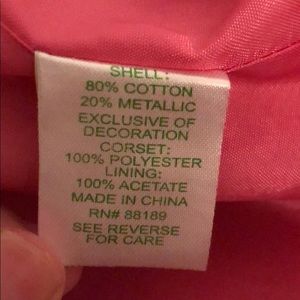 SHELL:
80% COTTON
20% METALLIC
EXCLUSIVE OF
DECORATION
CORSET:
100% POLYESTER
LINING:
100% ACETATE
MADE IN CHINA
RN# 88189
SEE REVERSE
FOR CARE